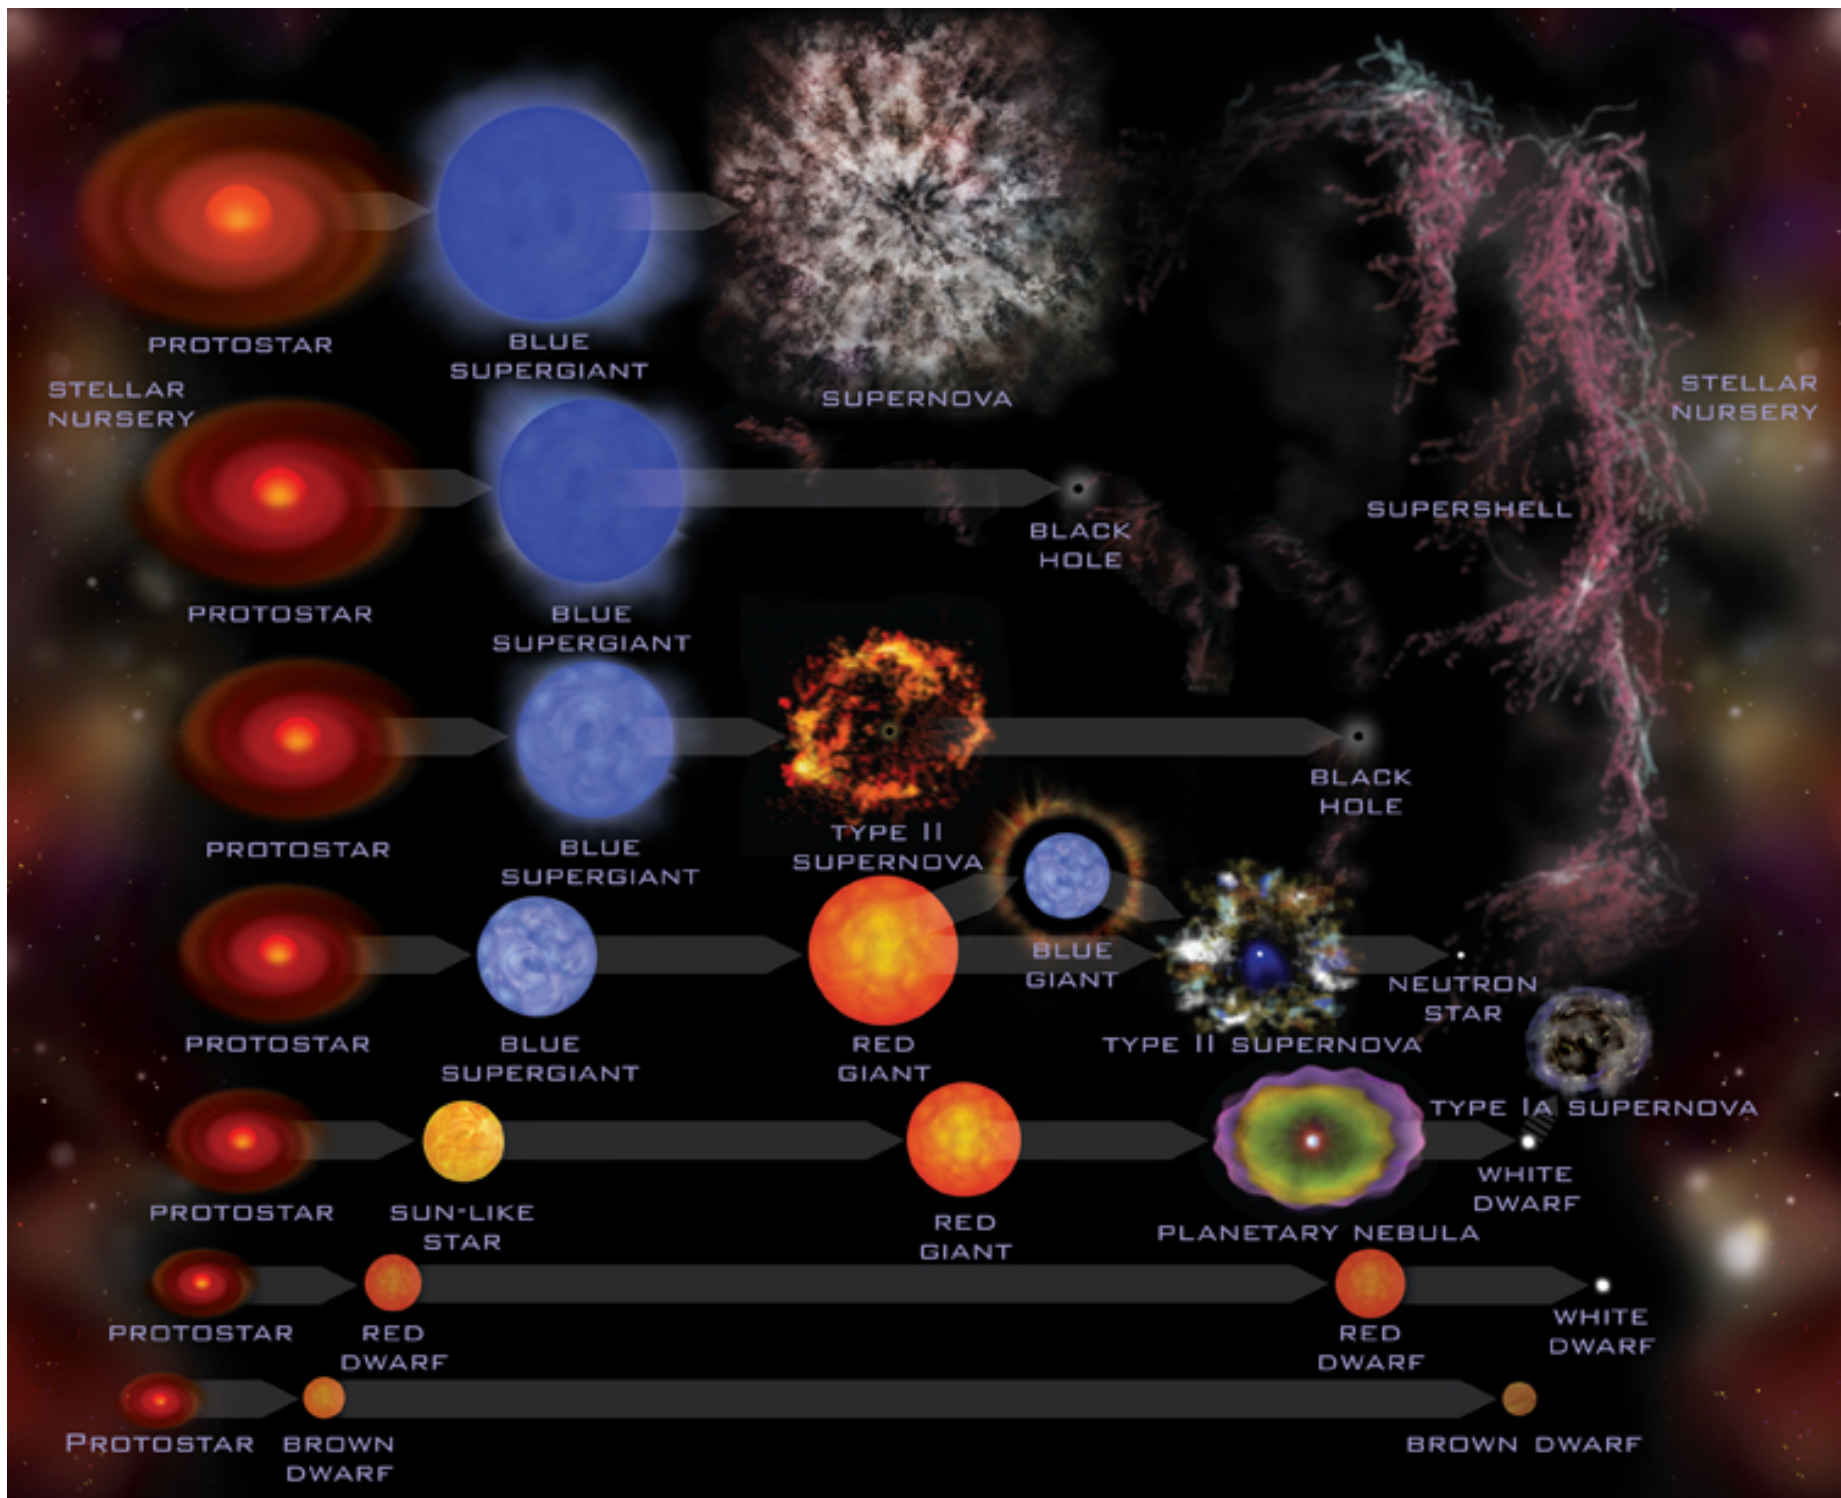 PROTOSTAR
BLUE
SUPERGIANT
SUPERNOVA
STELLAR
NURSERY
STELLAR
NURSERY
PROTOSTAR
BLUE
SUPERGIANT
BLACK
HOLE
SUPERSHELL
PROTOSTAR
BLUE
SUPERGIANT
TYPE II
SUPERNOVA
BLACK
HOLE
PROTOSTAR
BLUE
SUPERGIANT
RED
GIANT
BLUE
GIANT
TYPE II SUPERNOVA
NEUTRON
STAR
PROTOSTAR
SUN-LIKE
STAR
RED
GIANT
PLANETARY NEBULA
TYPE IA SUPERNOVA
WHITE
DWARF
PROTOSTAR
RED
DWARF
RED
DWARF
WHITE
DWARF
PROTOSTAR
BROWN
DWARF
BROWN DWARF